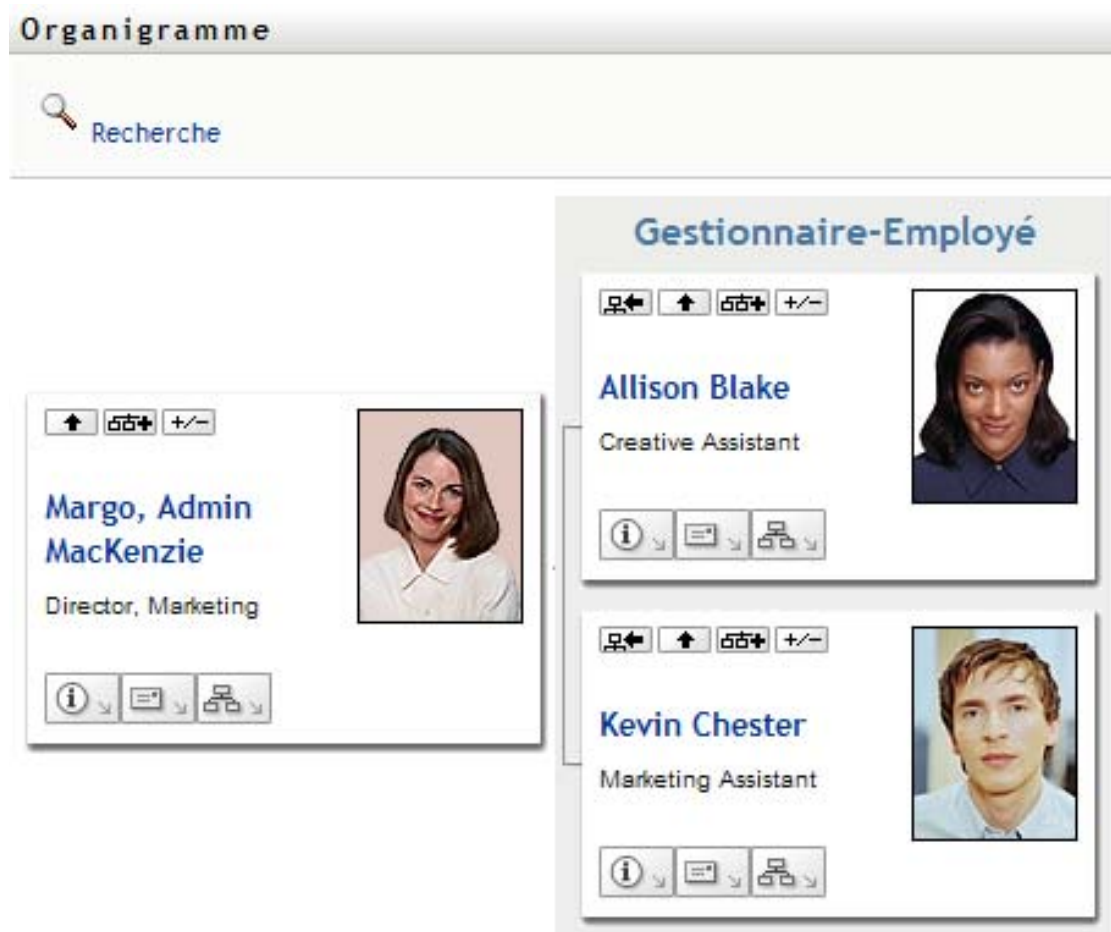 Organigramme
Recherche
Gestionnaire-Employé
Margo, Admin
MacKenzie
Director, Marketing
+/−
Allison Blake
Creative Assistant
+/−
Kevin Chester
Marketing Assistant
+/−